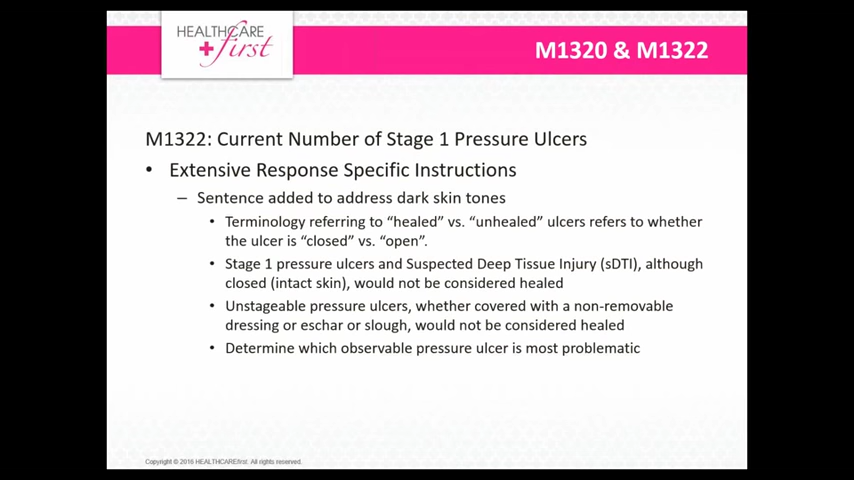 HEALTHCARE
first
M1320 & M1322
M1322: Current Number of Stage 1 Pressure Ulcers
• Extensive Response Specific Instructions
– Sentence added to address dark skin tones
• Terminology referring to “healed” vs. “unhealed” ulcers refers to whether
the ulcer is “closed” vs. “open”.
• Stage 1 pressure ulcers and Suspected Deep Tissue Injury (sDTI), although
closed (intact skin), would not be considered healed
• Unstageable pressure ulcers, whether covered with a non-removable
dressing or eschar or slough, would not be considered healed
• Determine which observable pressure ulcer is most problematic
Copyright © 2016 HEALTHCAREfirst. All rights reserved.